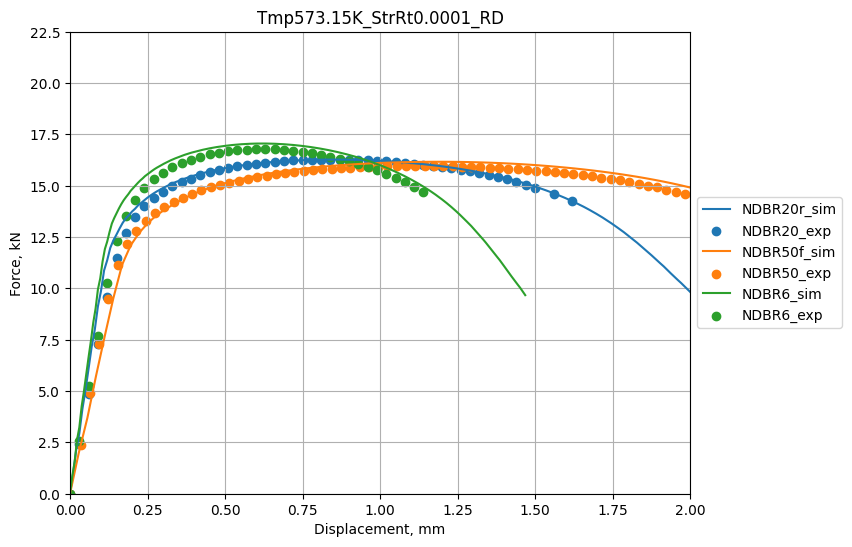 Tmp573.15K_StrRt0.0001_RD
Force, kN
22.5
20.0
17.5
15.0
12.5
10.0
7.5
5.0
2.5
0.0
0.00 0.25 0.50 0.75 1.00 1.25 1.50 1.75 2.00
Displacement, mm
NDBR20r_sim
NDBR20_exp
NDBR50f_sim
NDBR50_exp
NDBR6_sim
NDBR6_exp